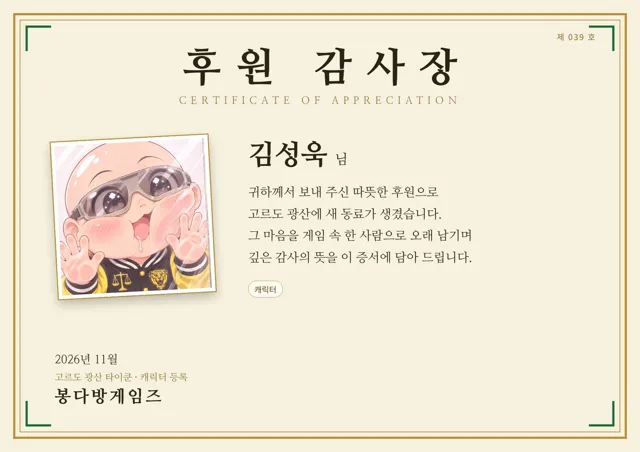 제 039 호
후원 감사장
CERTIFICATE OF APPRECIATION
김성욱 님
귀하께서 보내 주신 따뜻한 후원으로
고르도 광산에 새 동료가 생겼습니다.
그 마음을 게임 속 한 사람으로 오래 남기며
깊은 감사의 뜻을 이 증서에 담아 드립니다.
캐릭터
2026년 11월
고르도 광산 타이쿤 · 캐릭터 등록
봉다방게임즈